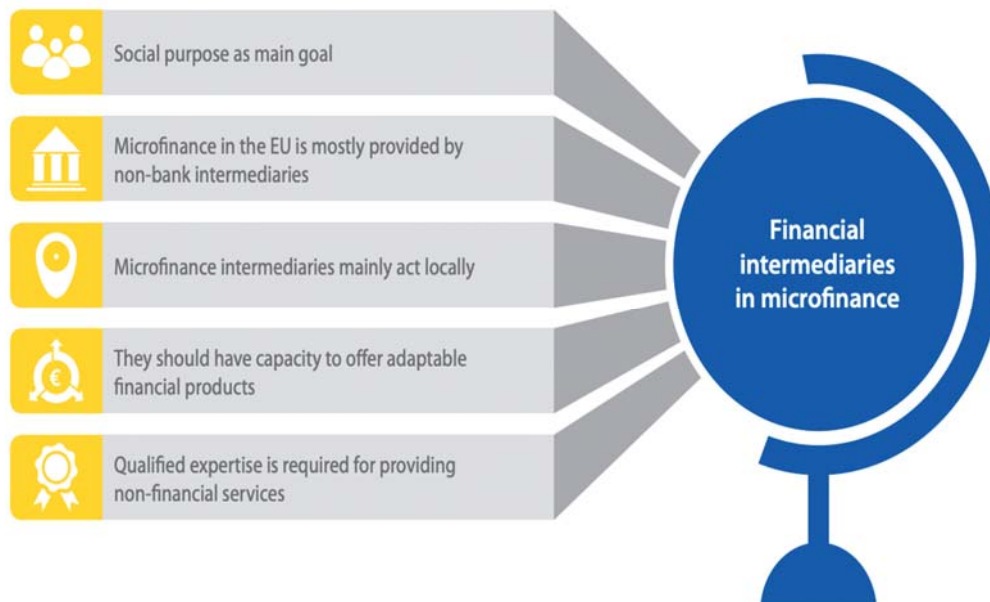 Social purpose as main goal
Microfinance in the EU is mostly provided by
non-bank intermediaries
Microfinance intermediaries mainly act locally
They should have capacity to offer adaptable
financial products
€
Qualified expertise is required for providing
non-financial services
Financial
intermediaries
in microfinance